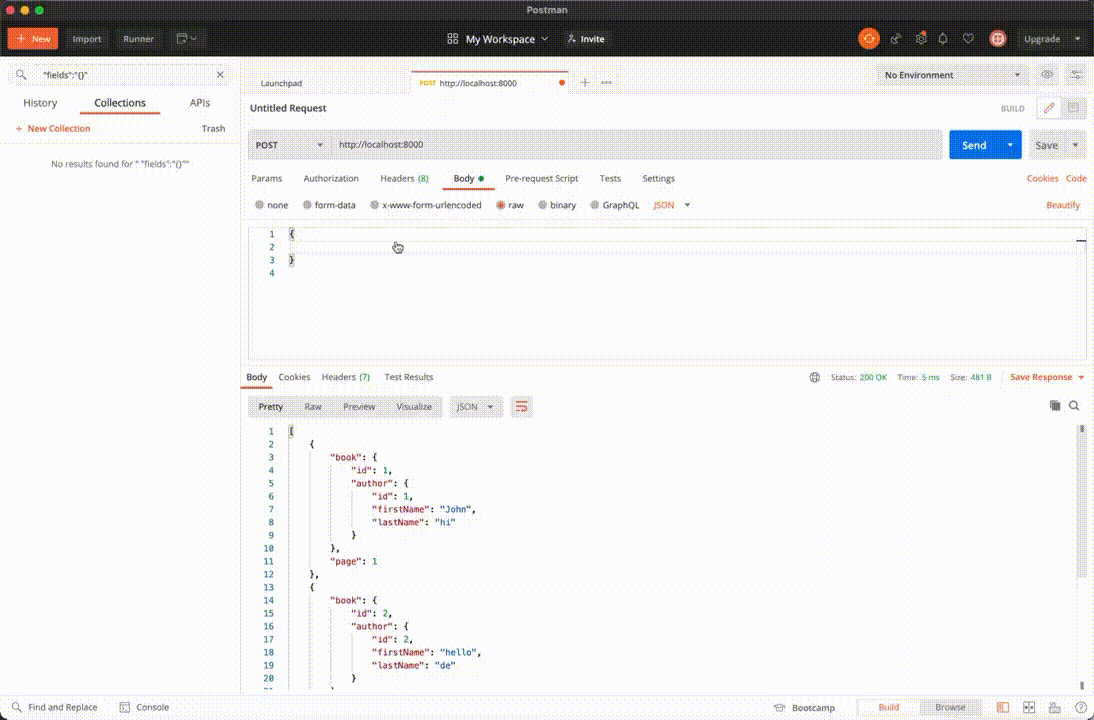 Postman
+ New Import Runner My Workspace Invite Upgrade
"fields":"{}"
History Collections APIs
+ New Collection Trash
No results found for " "fields":"{}""
Launchpad POST http://localhost:8000 No Environment
Untitled Request BUILD
POST http://localhost:8000 Send Save
Params Authorization Headers (8) Body Pre-request Script Tests Settings Cookies Code
none form-data x-www-form-urlencoded raw binary GraphQL JSON Beautify
1 {
2
3 }
4
Body Cookies Headers (7) Test Results Status: 200 OK Time: 5 ms Size: 481 B Save Response
Pretty Raw Preview Visualize JSON
1 [
2 {
3 "book": {
4 "id": 1,
5 "author": {
6 "id": 1,
7 "firstName": "John",
8 "lastName": "hi"
9 }
10 },
11 "page": 1
12 },
13 {
14 "book": {
15 "id": 2,
16 "author": {
17 "id": 2,
18 "firstName": "hello",
19 "lastName": "de"
20 }
Find and Replace Console Bootcamp Build Browse